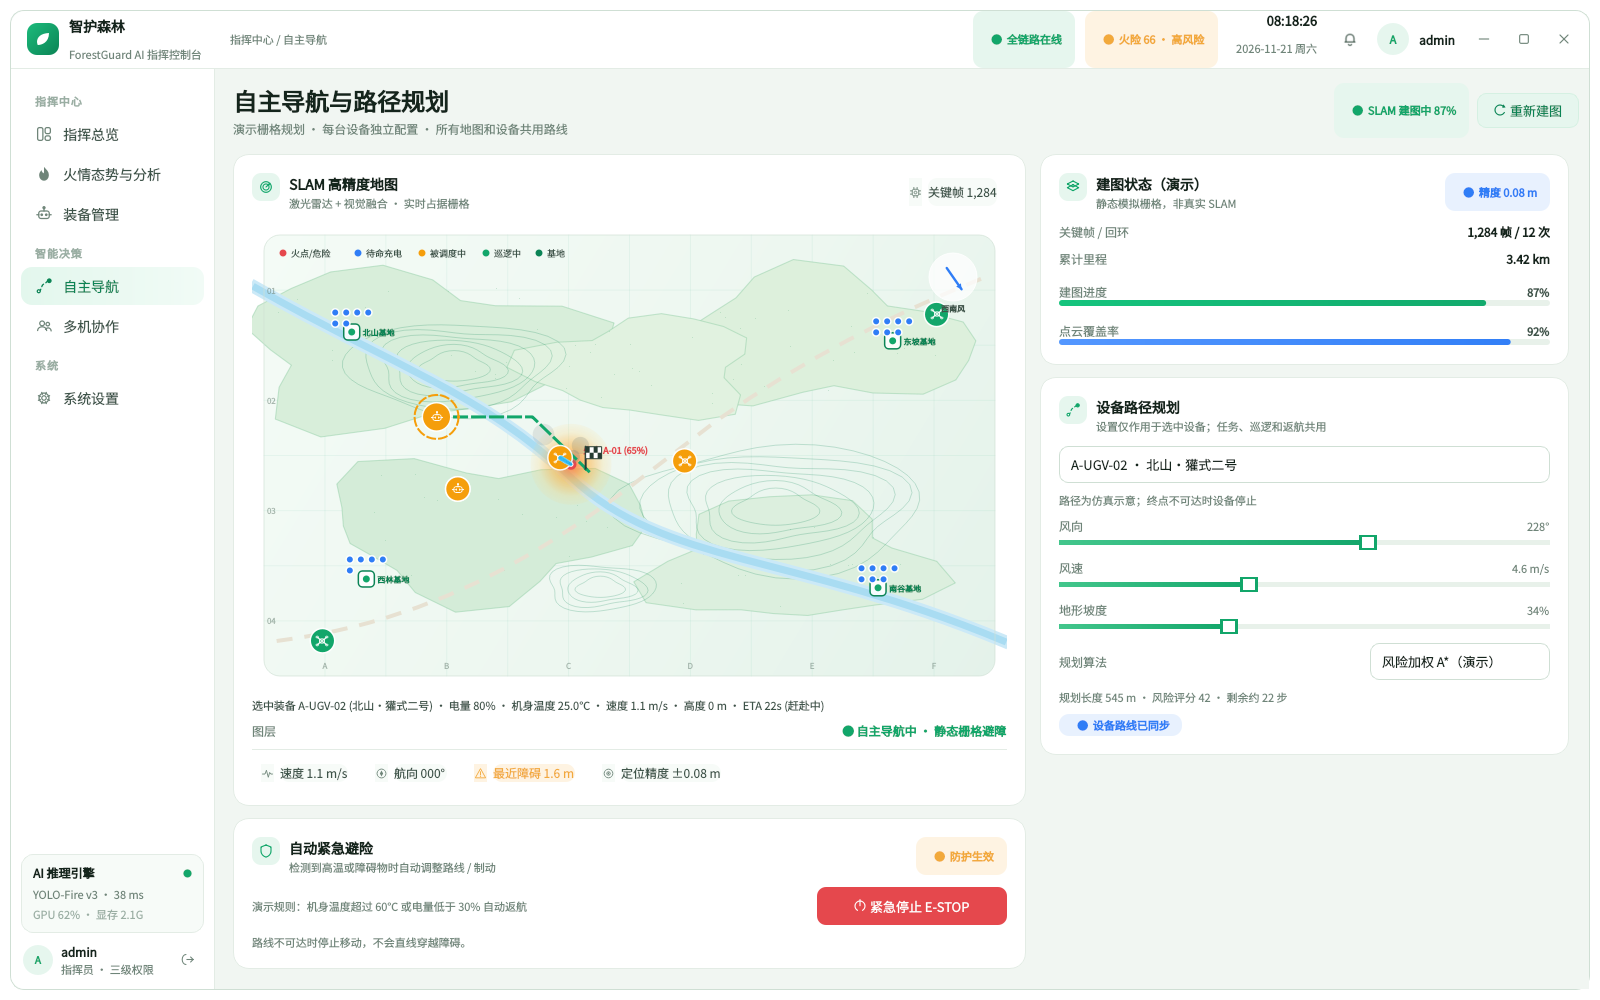 智护森林
ForestGuard AI 指挥控制台
指挥中心 / 自主导航
全链路在线
火险 66 · 高风险
08:18:26
2026-11-21 周六
A
admin
指挥中心
指挥总览
火情态势与分析
装备管理
智能决策
自主导航
多机协作
系统
系统设置
AI 推理引擎
YOLO-Fire v3 · 38 ms
GPU 62% · 显存 2.1G
A
admin
指挥员 · 三级权限
自主导航与路径规划
演示栅格规划 · 每台设备独立配置 · 所有地图和设备共用路线
SLAM 建图中 87%
重新建图
SLAM 高精度地图
激光雷达 + 视觉融合 · 实时占据栅格
关键帧 1,284
火点/危险
待命充电
被调度中
巡逻中
基地
01
02
03
04
A
B
C
D
E
F
西南风
北山基地
东坡基地
A-01 (65%)
西林基地
南谷基地
选中装备 A-UGV-02 (北山 · 獾式二号) · 电量 80% · 机身温度 25.0°C · 速度 1.1 m/s · 高度 0 m · ETA 22s (赶赴中)
图层
自主导航中 · 静态栅格避障
速度 1.1 m/s
航向 000°
最近障碍 1.6 m
定位精度 ±0.08 m
自动紧急避险
检测到高温或障碍物时自动调整路线 / 制动
防护生效
演示规则：机身温度超过 60°C 或电量低于 30% 自动返航
紧急停止 E-STOP
路线不可达时停止移动，不会直线穿越障碍。
建图状态（演示）
静态模拟栅格，非真实 SLAM
精度 0.08 m
关键帧 / 回环
1,284 帧 / 12 次
累计里程
3.42 km
建图进度
87%
点云覆盖率
92%
设备路径规划
设置仅作用于选中设备；任务、巡逻和返航共用
A-UGV-02 · 北山 · 獾式二号
路径为仿真示意；终点不可达时设备停止
风向
228°
风速
4.6 m/s
地形坡度
34%
规划算法
风险加权 A*（演示）
规划长度 545 m · 风险评分 42 · 剩余约 22 步
设备路线已同步